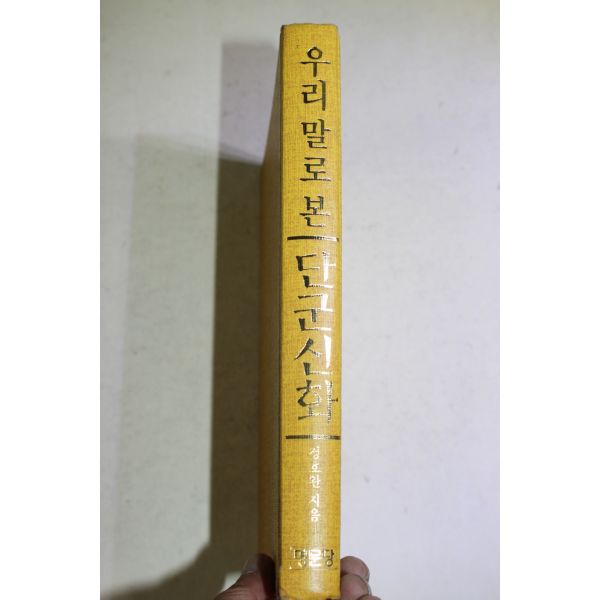 우리말로 본
단군신화
정호완 지음
명문당